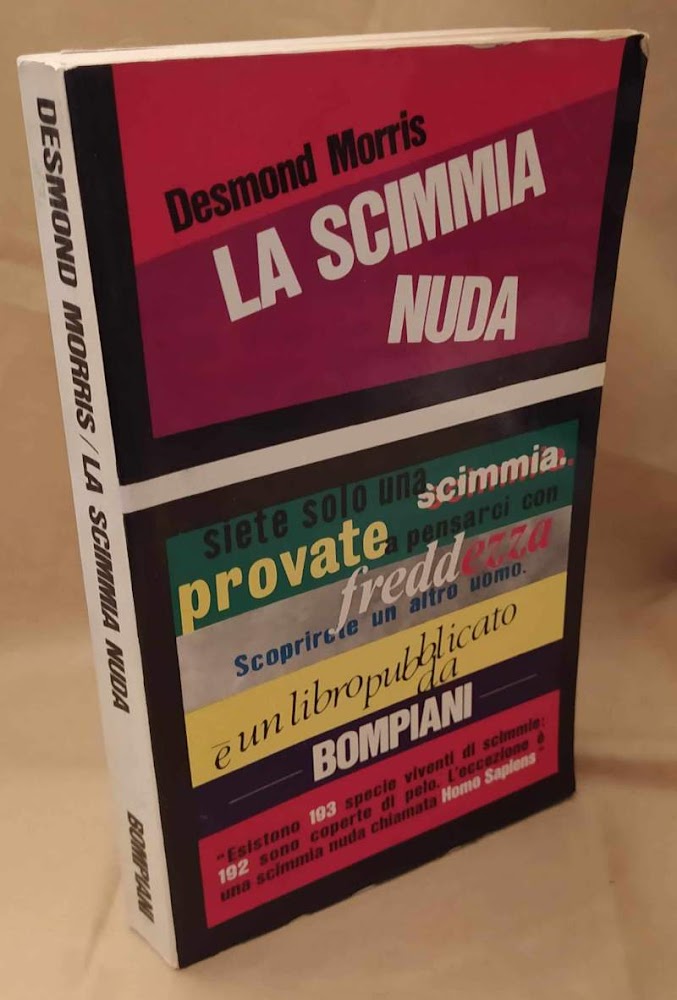 DESMOND MORRIS/LA SCIMMIA NUDA BOMPIANI
Desmond Morris
LA SCIMMIA
NUDA
siete solo una scimmia.
provate a pensarci con
freddezza
Scoprirete un altro uomo.
è un libro pubblicato
da
BOMPIANI
"Esistono 193 specie viventi di scimmie:
192 sono coperte di pelo. L'eccezione è
una scimmia nuda chiamata Homo Sapiens"